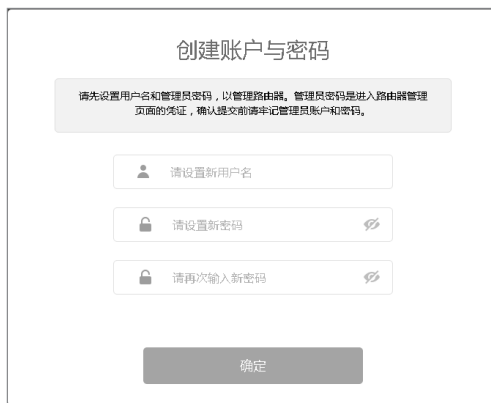 创建账户与密码
请先设置用户名和管理员密码，以管理路由器。管理员密码是进入路由器管理
页面的凭证，确认提交前请牢记管理员账户和密码。
请设置新用户名
请设置新密码
请再次输入新密码
确定